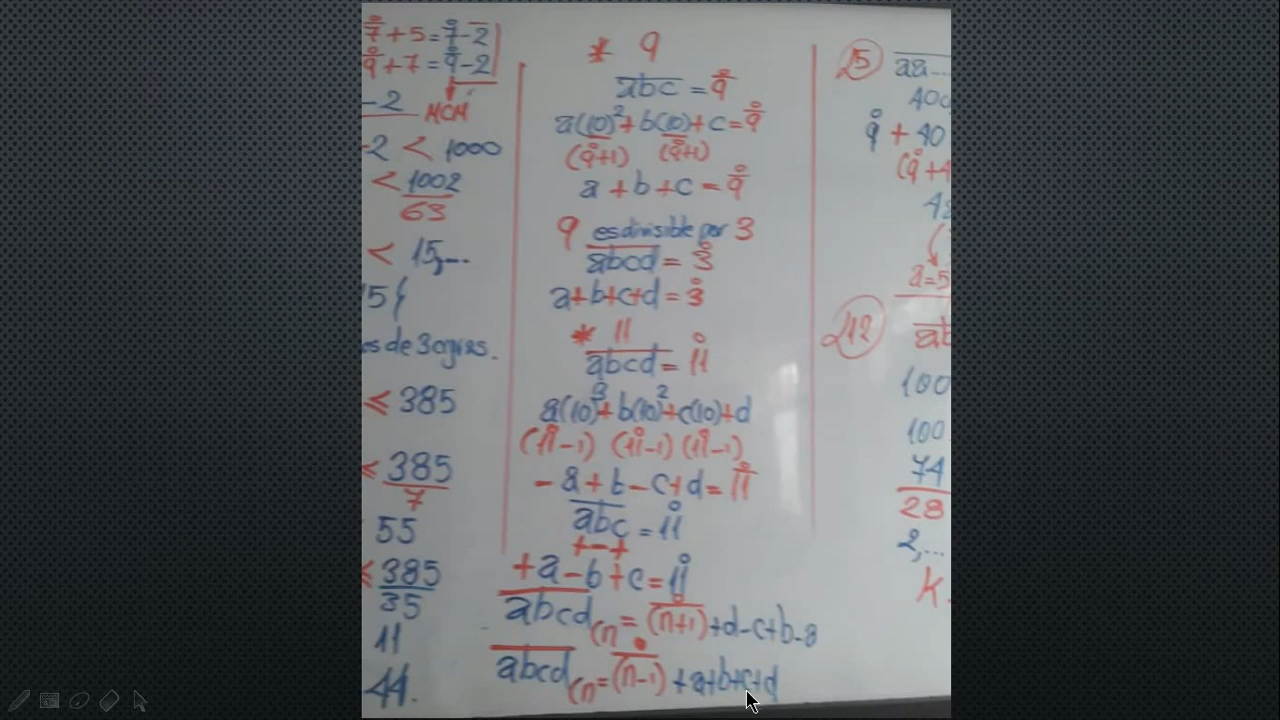 7̊ + 5 = 7̊ - 2
9̊ + 7 = 9̊ - 2
- 2 MCM
- 2 < 1000
< 1002
63
< 15,...
5{
os de 3 cifras.
≤ 385
≤ 385
7
55
≤ 385
35
11
44.
* 9
abc = 9̊
a(10)² + b(10) + c = 9̊
(9̊+1) (9̊+1)
a + b + c = 9̊
9 es divisible por 3
abcd = 3̊
a+b+c+d = 3̊
* 11
abcd = 11̊
a(10)³ + b(10)² + c(10) + d
(11̊-1) (11̊-1) (11̊-1)
- a + b - c + d = 11̊
abc = 11̊
+ - +
+a - b + c = 11̊
abcd(n = (n+1) + d - c + b - a
abcd(n = (n-1) + a + b + c + d
25 aa...
400
9̊ + 40
(9̊ + 4
a=5
212 ab
100
100
74
28
2,...
K